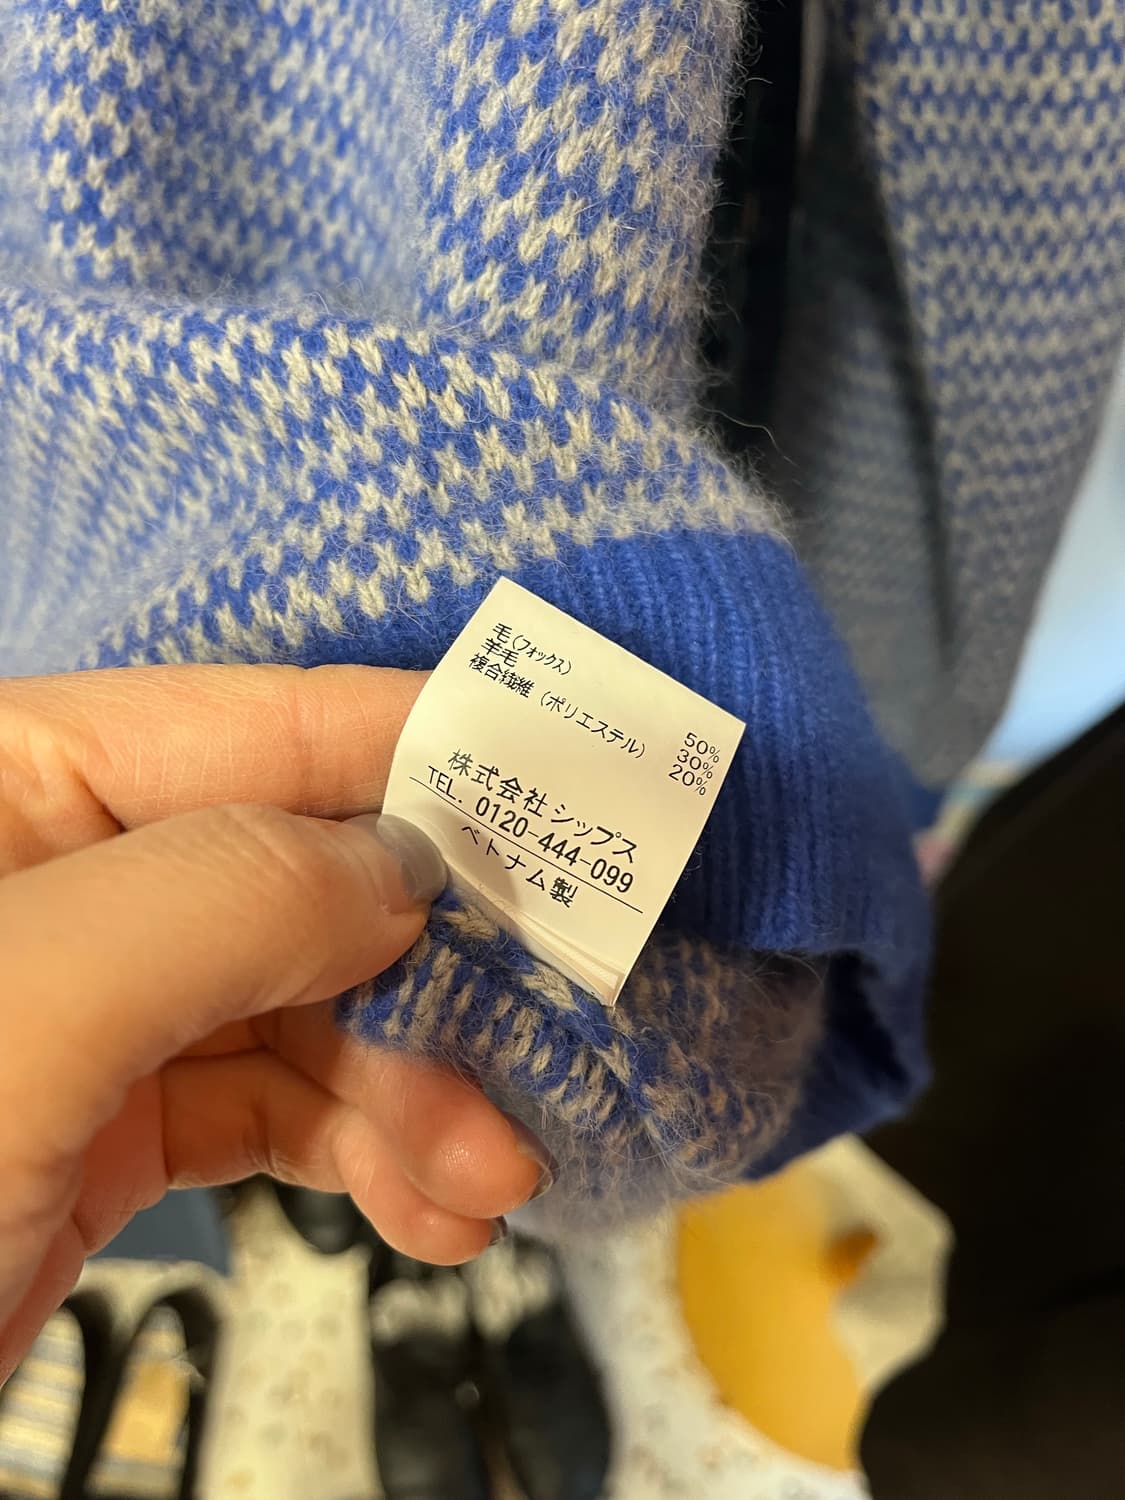 毛（フォックス） 50%
羊毛 30%
複合繊維（ポリエステル） 20%
株式会社シップス
TEL. 0120-444-099
ベトナム製